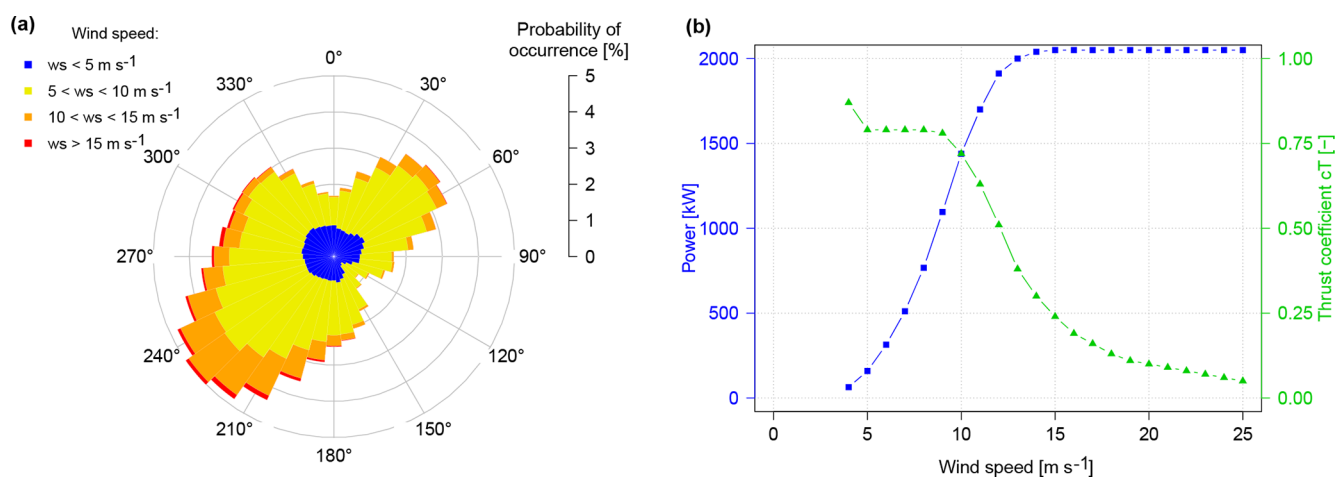 (a)
Wind speed:
ws < 5 m s⁻¹
5 < ws < 10 m s⁻¹
10 < ws < 15 m s⁻¹
ws > 15 m s⁻¹
Probability of
occurrence [%]
5
4
3
2
1
0
0°
30°
60°
90°
120°
150°
180°
210°
240°
270°
300°
330°
(b)
Power [kW]
2000
1500
1000
500
0
Thrust coefficient cT [−]
1.00
0.75
0.50
0.25
0.00
0
5
10
15
20
25
Wind speed [m s⁻¹]